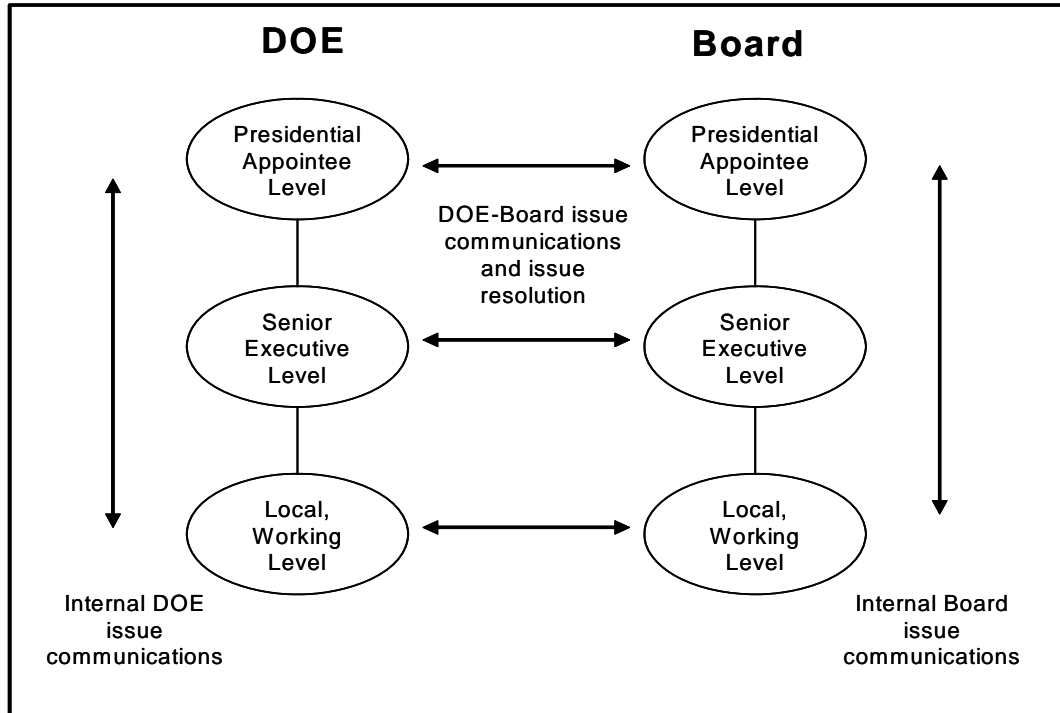 DOE
Board
Presidential
Appointee
Level
Presidential
Appointee
Level
DOE-Board issue
communications
and issue
resolution
Senior
Executive
Level
Senior
Executive
Level
Local,
Working
Level
Local,
Working
Level
Internal DOE
issue
communications
Internal Board
issue
communications